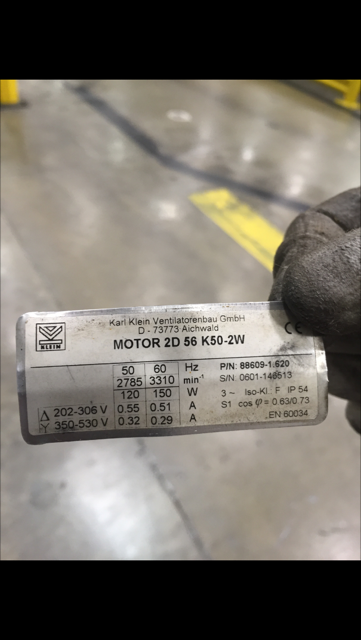 KLEIN
Karl Klein Ventilatorenbau GmbH
D - 73773 Aichwald
CE
MOTOR 2D 56 K50-2W
50 60 Hz P/N: 88609-1.620
2785 3310 min⁻¹ S/N: 0601-146513
120 150 W 3 ~ Iso-Kl. F IP 54
Δ 202-306 V 0.55 0.51 A S1 cos φ = 0.63/0.73
Y 350-530 V 0.32 0.29 A EN 60034